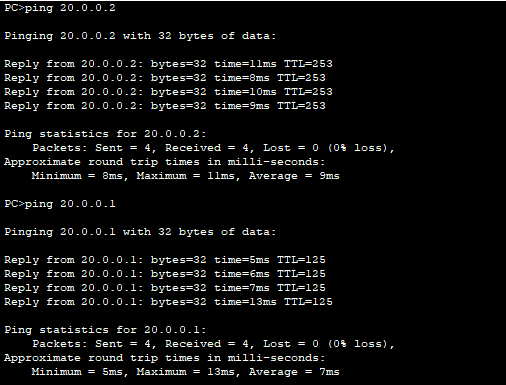 PC>ping 20.0.0.2
Pinging 20.0.0.2 with 32 bytes of data:
Reply from 20.0.0.2: bytes=32 time=11ms TTL=253
Reply from 20.0.0.2: bytes=32 time=8ms TTL=253
Reply from 20.0.0.2: bytes=32 time=10ms TTL=253
Reply from 20.0.0.2: bytes=32 time=9ms TTL=253
Ping statistics for 20.0.0.2:
    Packets: Sent = 4, Received = 4, Lost = 0 (0% loss),
Approximate round trip times in milli-seconds:
    Minimum = 8ms, Maximum = 11ms, Average = 9ms
PC>ping 20.0.0.1
Pinging 20.0.0.1 with 32 bytes of data:
Reply from 20.0.0.1: bytes=32 time=5ms TTL=125
Reply from 20.0.0.1: bytes=32 time=6ms TTL=125
Reply from 20.0.0.1: bytes=32 time=7ms TTL=125
Reply from 20.0.0.1: bytes=32 time=13ms TTL=125
Ping statistics for 20.0.0.1:
    Packets: Sent = 4, Received = 4, Lost = 0 (0% loss),
Approximate round trip times in milli-seconds:
    Minimum = 5ms, Maximum = 13ms, Average = 7ms